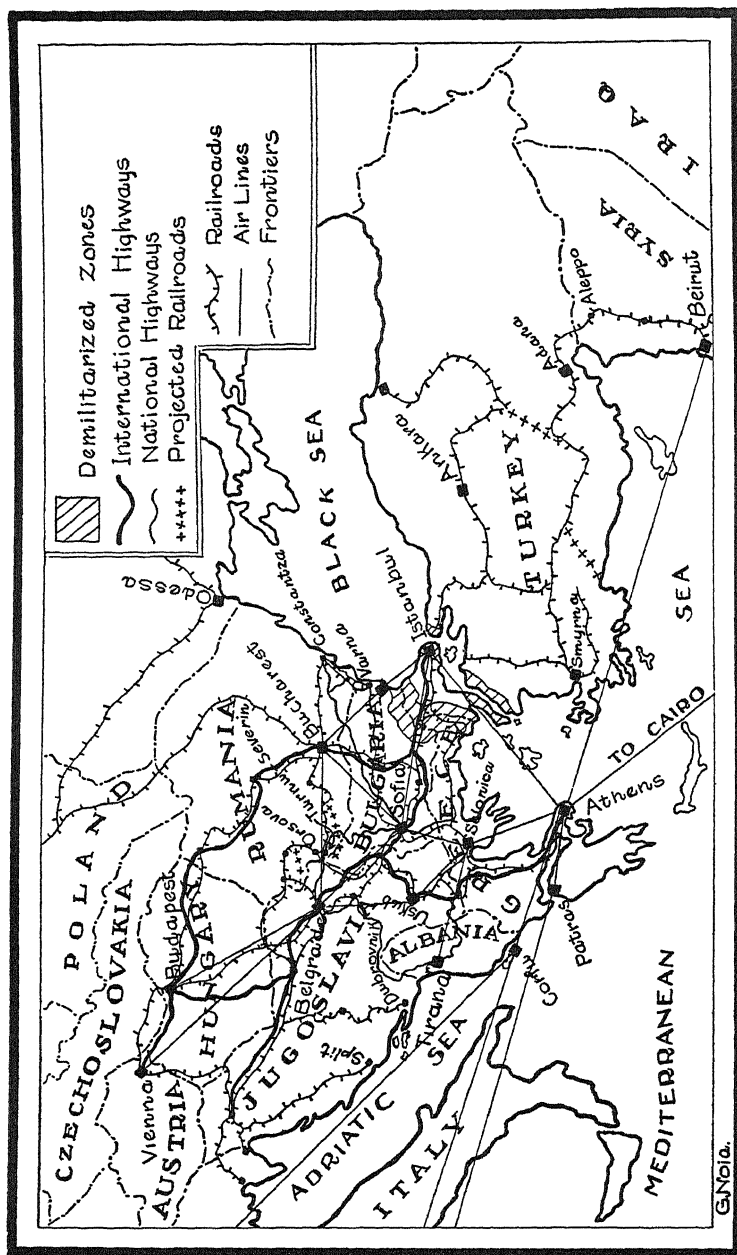 Demilitarized Zones
International Highways
National Highways
Projected Railroads
Railroads
Air Lines
Frontiers
POLAND
CZECHOSLOVAKIA
Vienna
AUSTRIA
Budapest
HUNGARY
RUMANIA
Odessa
Orsova
Turnu Severin
Bucharest
Constantza
Varna
BLACK SEA
JUGOSLAVIA
Belgrade
BULGARIA
Sofia
Istanbul
Split
Dubrovnik
Uskub
ALBANIA
Tirana
GREECE
Salonica
Ankara
TURKEY
Smyrna
Adana
Aleppo
SYRIA
IRAQ
Beirut
ADRIATIC SEA
ITALY
Corfu
Patras
Athens
TO CAIRO
MEDITERRANEAN SEA
G.Noia.